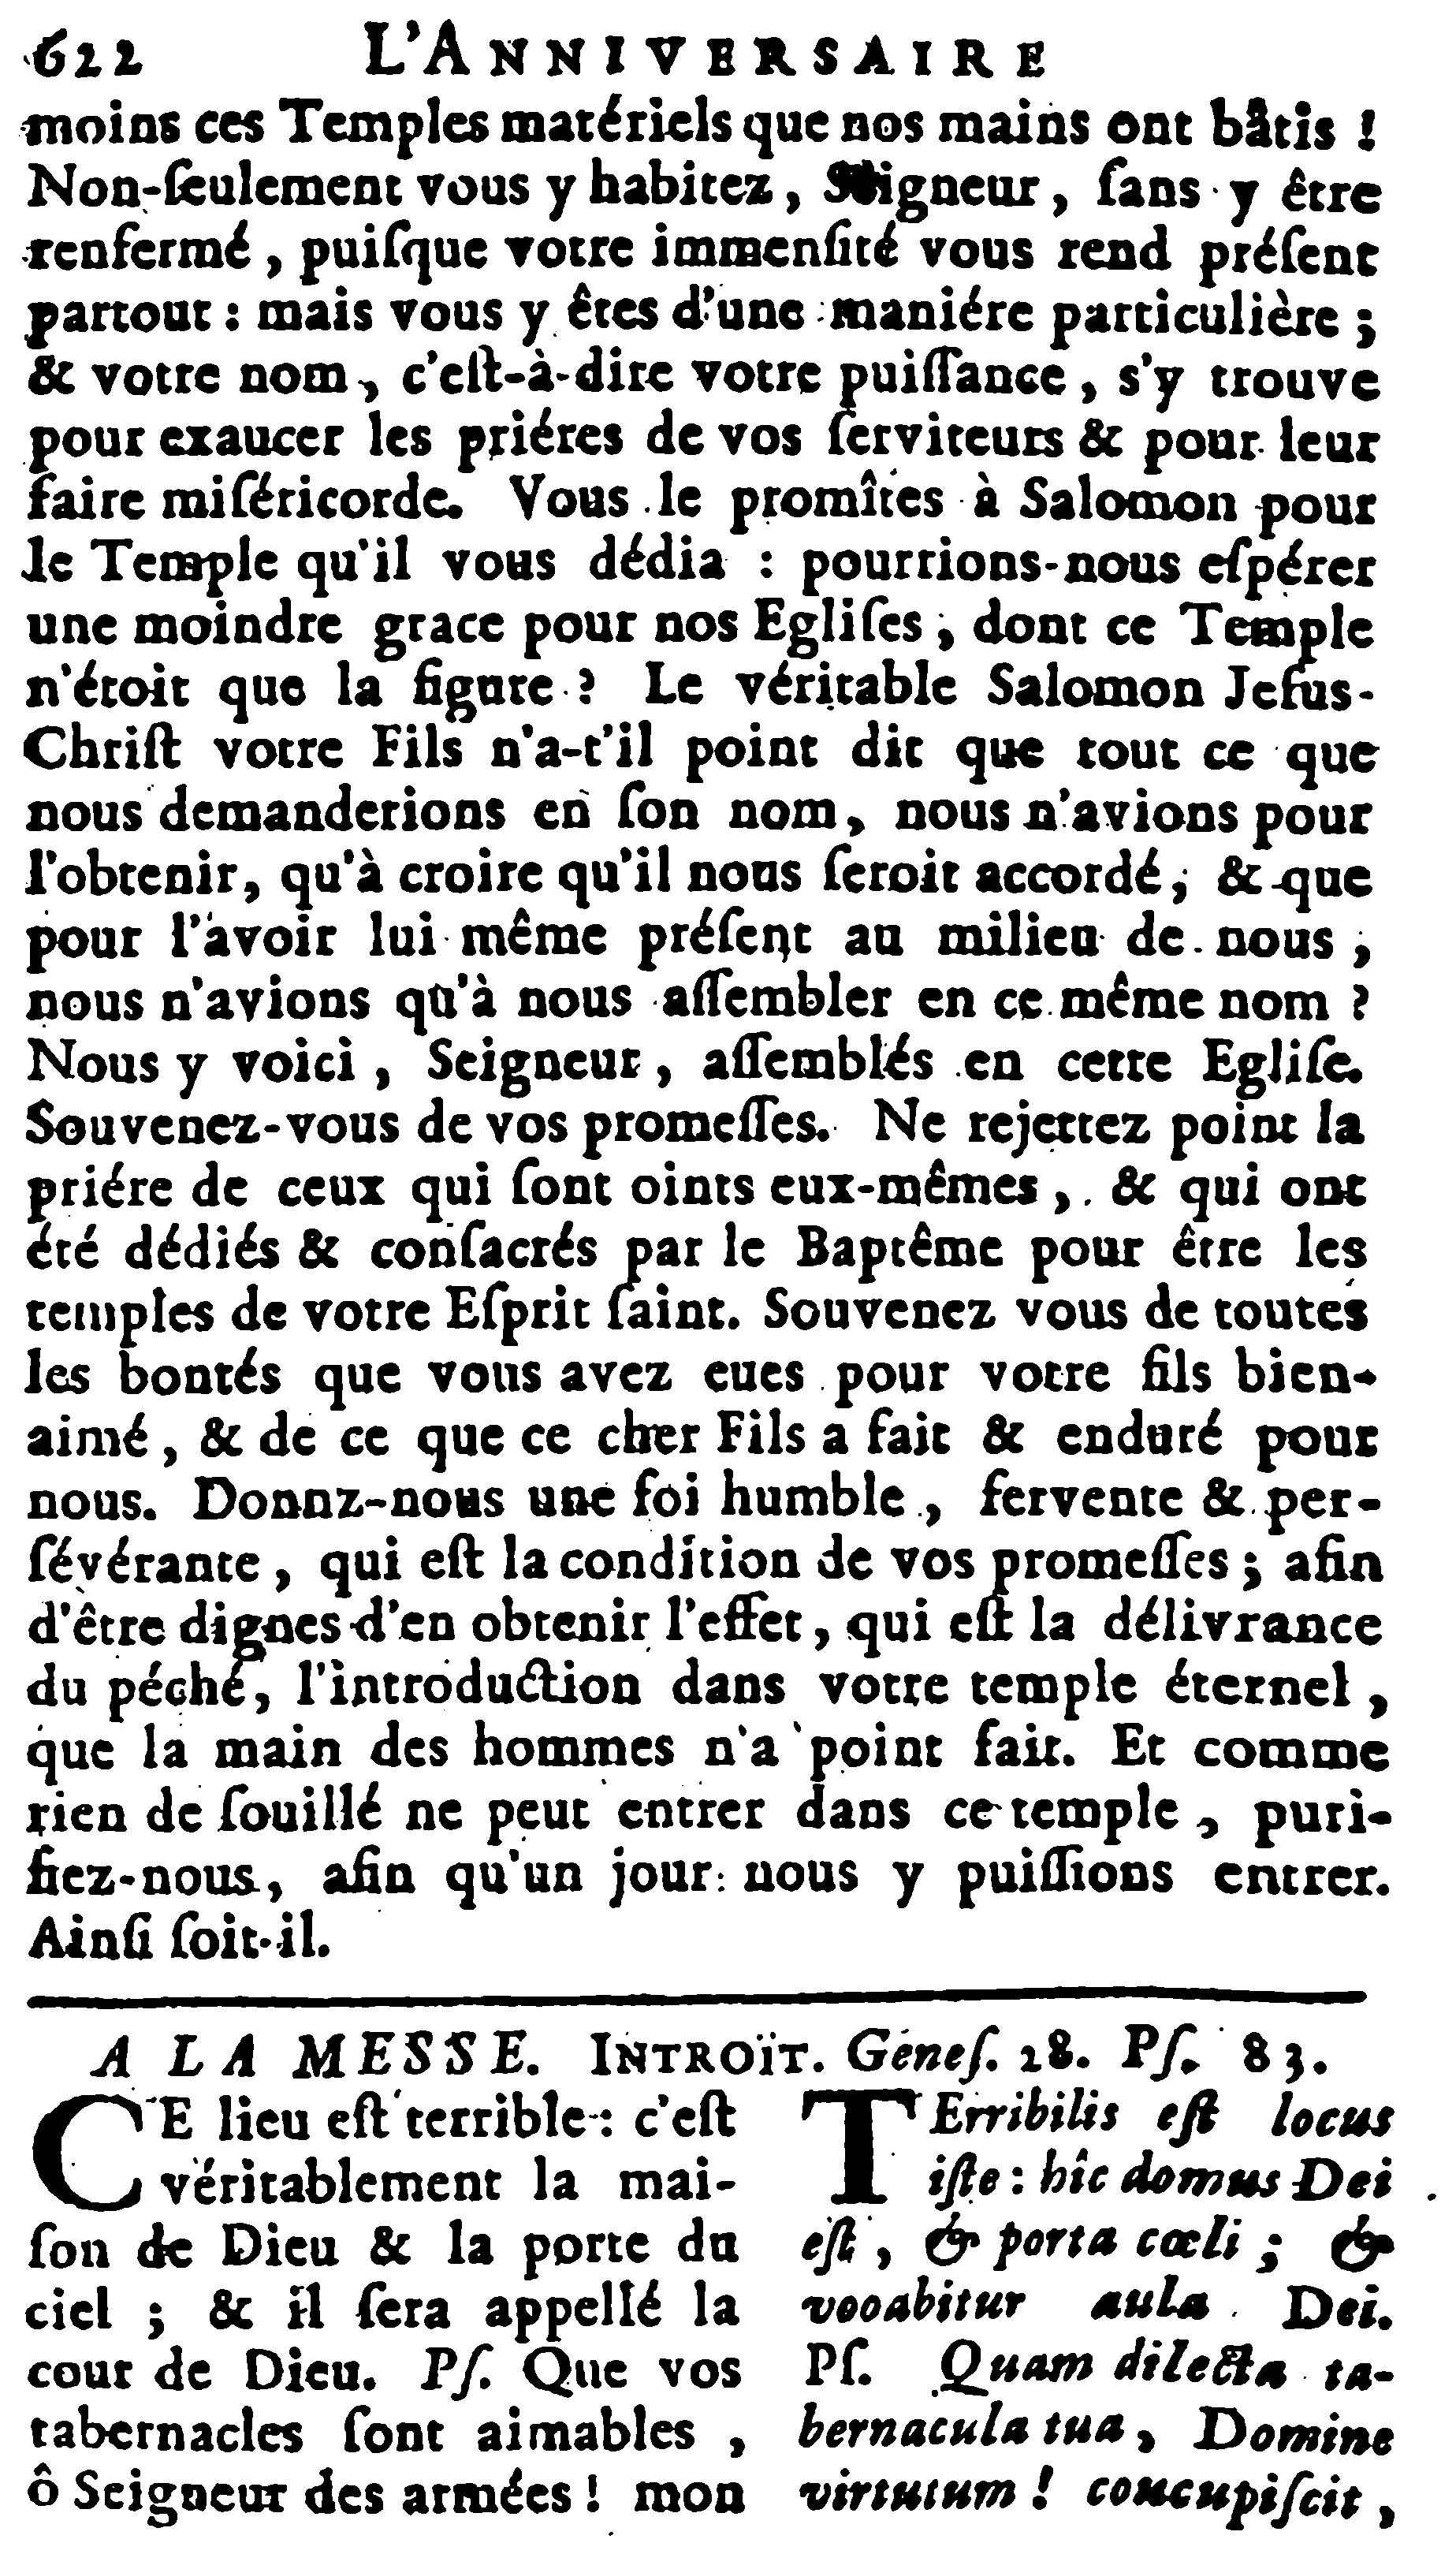 622 L'ANNIVERSAIRE
moins ces Temples matériels que nos mains ont bâtis !
Non-ſeulement vous y habitez, Seigneur, ſans y être
renfermé, puiſque votre immenſité vous rend préſent
partout : mais vous y êtes d'une maniére particulière ;
& votre nom, c'eſt-à-dire votre puiſſance, s'y trouve
pour exaucer les priéres de vos ſerviteurs & pour leur
faire miſéricorde. Vous le promîtes à Salomon pour
le Temple qu'il vous dédia : pourrions-nous eſpérer
une moindre grace pour nos Egliſes, dont ce Temple
n'étoit que la figure ? Le véritable Salomon Jeſus-
Chriſt votre Fils n'a-t'il point dit que tout ce que
nous demanderions en ſon nom, nous n'avions pour
l'obtenir, qu'à croire qu'il nous ſeroit accordé, & que
pour l'avoir lui même préſent au milieu de nous,
nous n'avions qu'à nous aſſembler en ce même nom ?
Nous y voici, Seigneur, aſſemblés en cette Egliſe.
Souvenez-vous de vos promeſſes. Ne rejettez point la
priére de ceux qui ſont oints eux-mêmes, & qui ont
été dédiés & conſacrés par le Baptême pour être les
temples de votre Eſprit ſaint. Souvenez vous de toutes
les bontés que vous avez eues pour votre fils bien-
aimé, & de ce que ce cher Fils a fait & enduré pour
nous. Donnz-nous une foi humble, fervente & per-
ſévérante, qui eſt la condition de vos promeſſes ; afin
d'être dignes d'en obtenir l'effet, qui eſt la délivrance
du péché, l'introduction dans votre temple éternel,
que la main des hommes n'a point fait. Et comme
rien de ſouillé ne peut entrer dans ce temple, puri-
fiez-nous, afin qu'un jour nous y puiſſions entrer.
Ainſi ſoit-il.
A LA MESSE. INTROÏT. Géneſ. 28. Pſ. 83.
CE lieu eſt terrible : c'eſt
véritablement la mai-
ſon de Dieu & la porte du
ciel ; & il ſera appellé la
cour de Dieu. Pſ. Que vos
tabernacles ſont aimables,
ô Seigneur des armées ! mon
TErribilis eſt locus
iſte : hîc domus Dei
eſt, & porta cœli ; &
vocabitur aula Dei.
Pſ. Quam dilecta ta-
bernacula tua, Domine
virtutum ! concupiſcit,